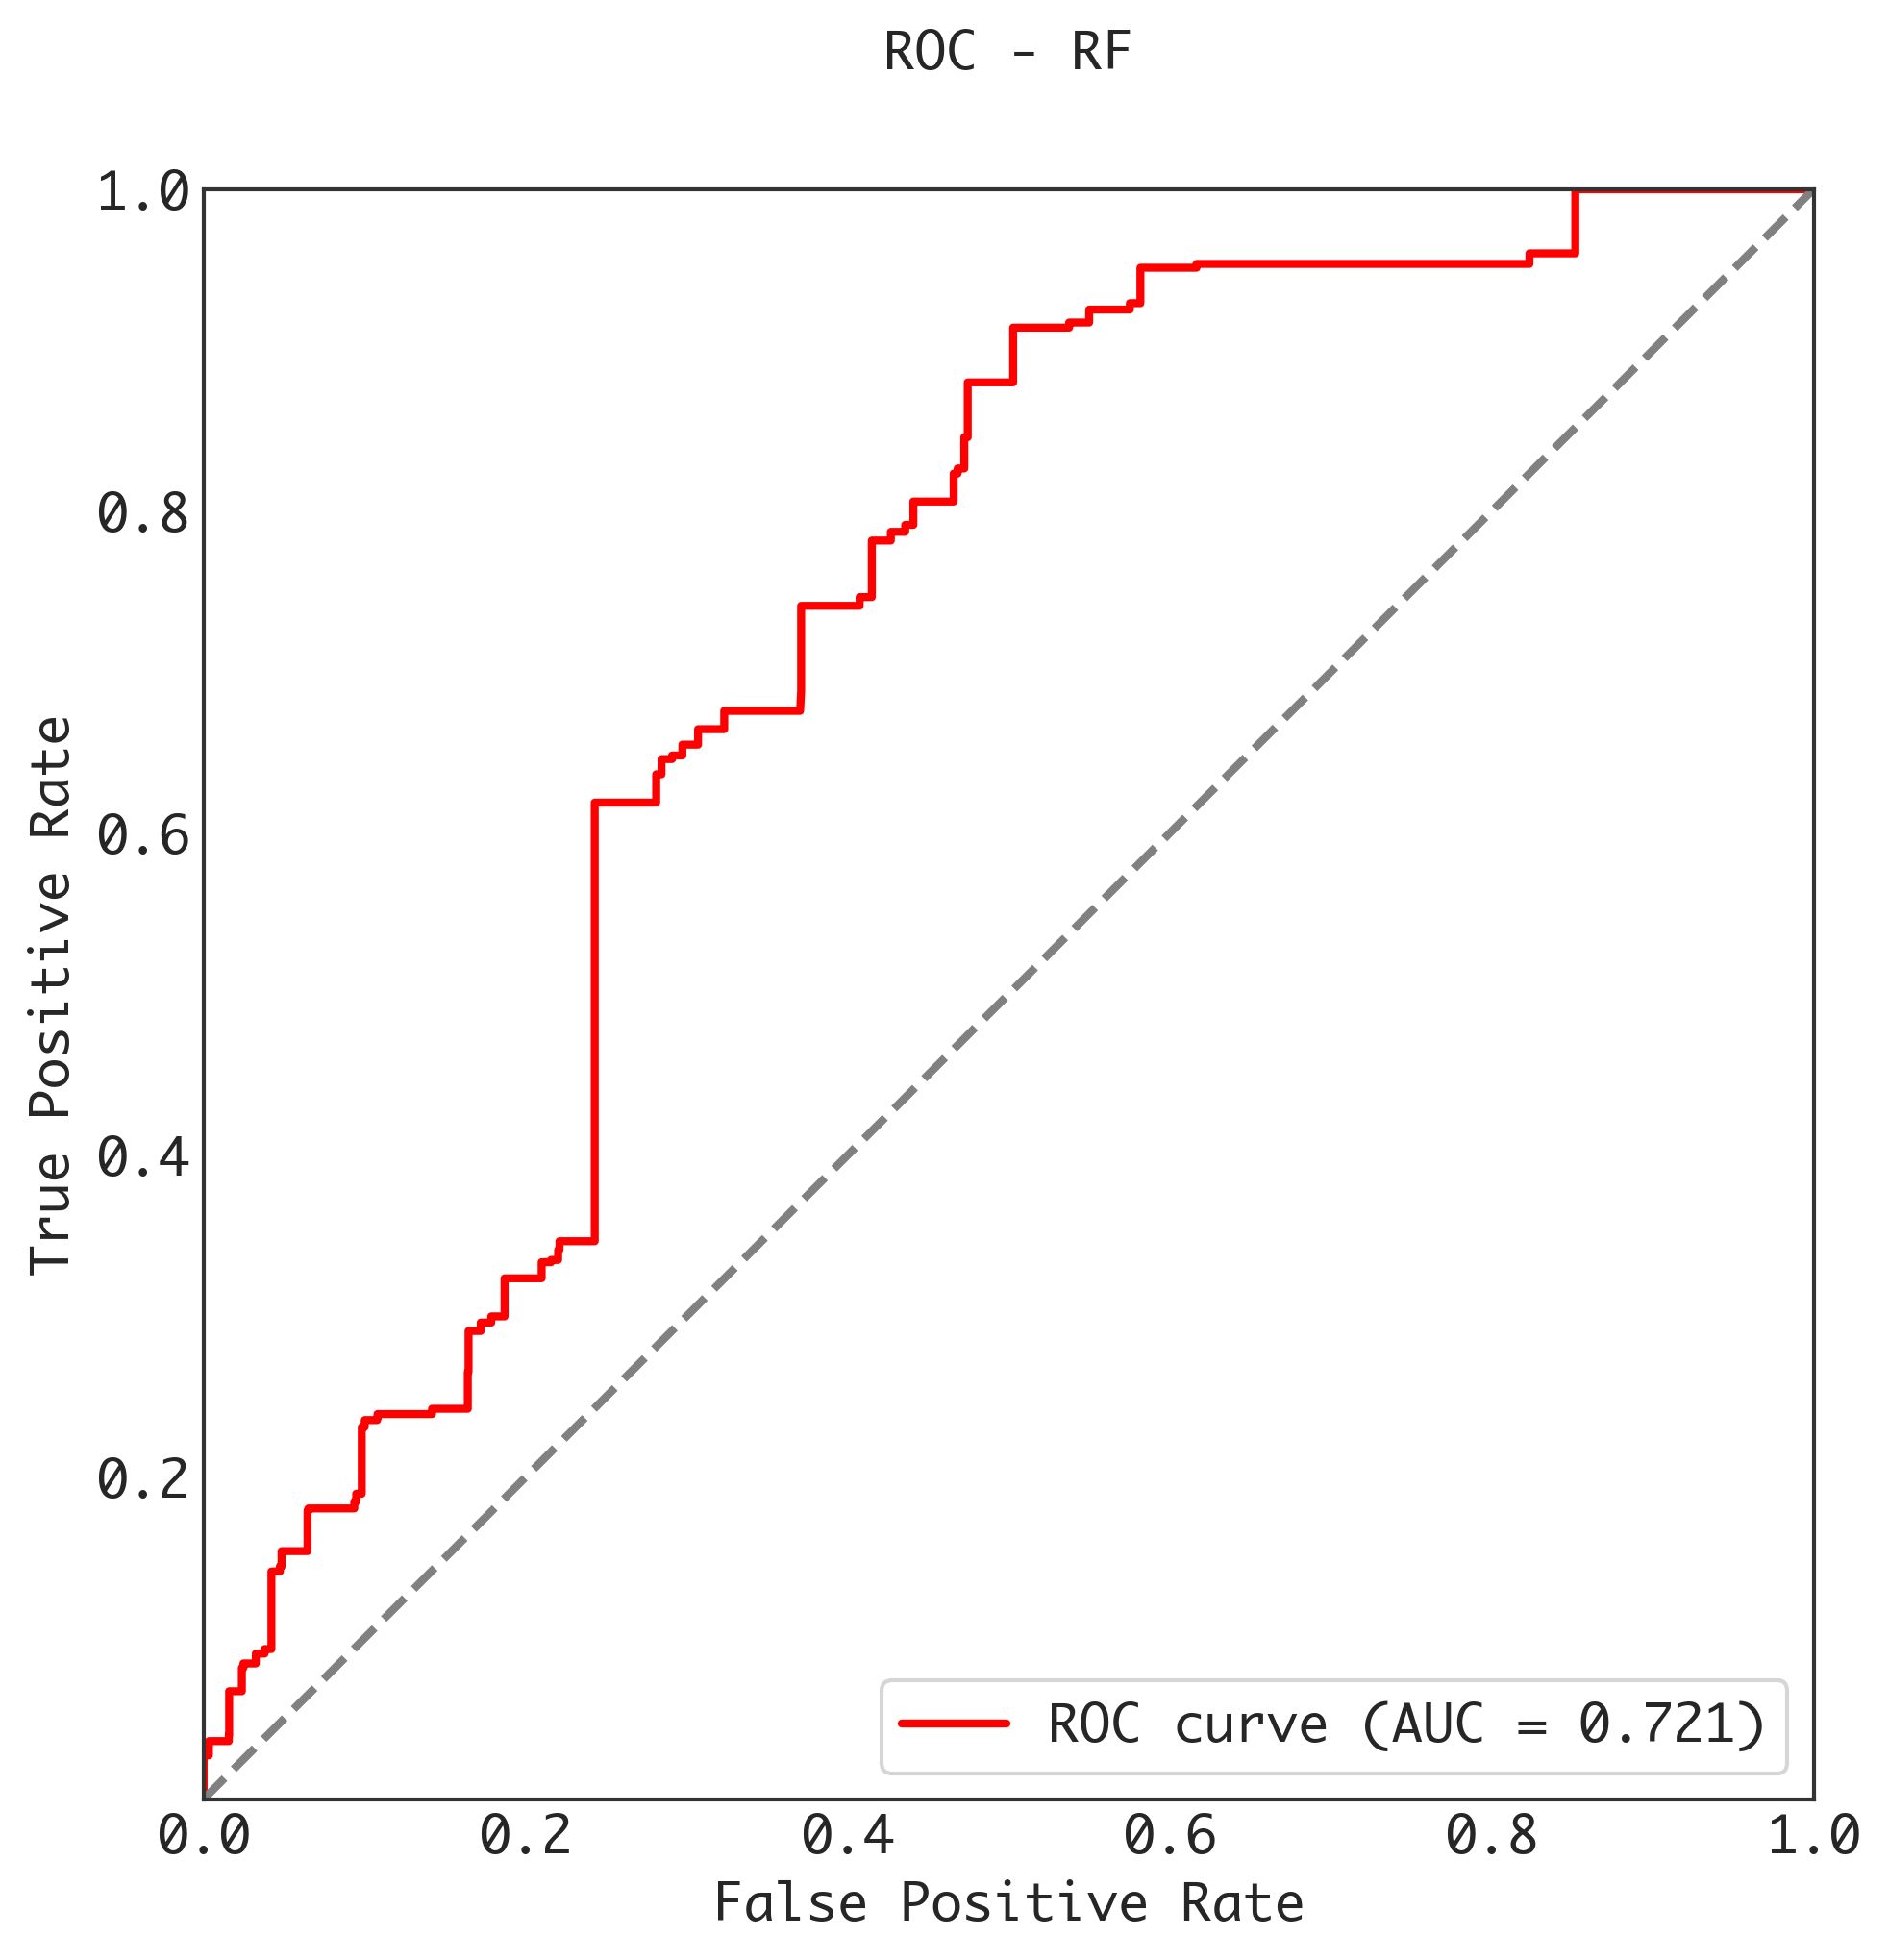 ROC - RF
1.0
0.8
0.6
0.4
0.2
True Positive Rate
ROC curve (AUC = 0.721)
0.0 0.2 0.4 0.6 0.8 1.0
False Positive Rate